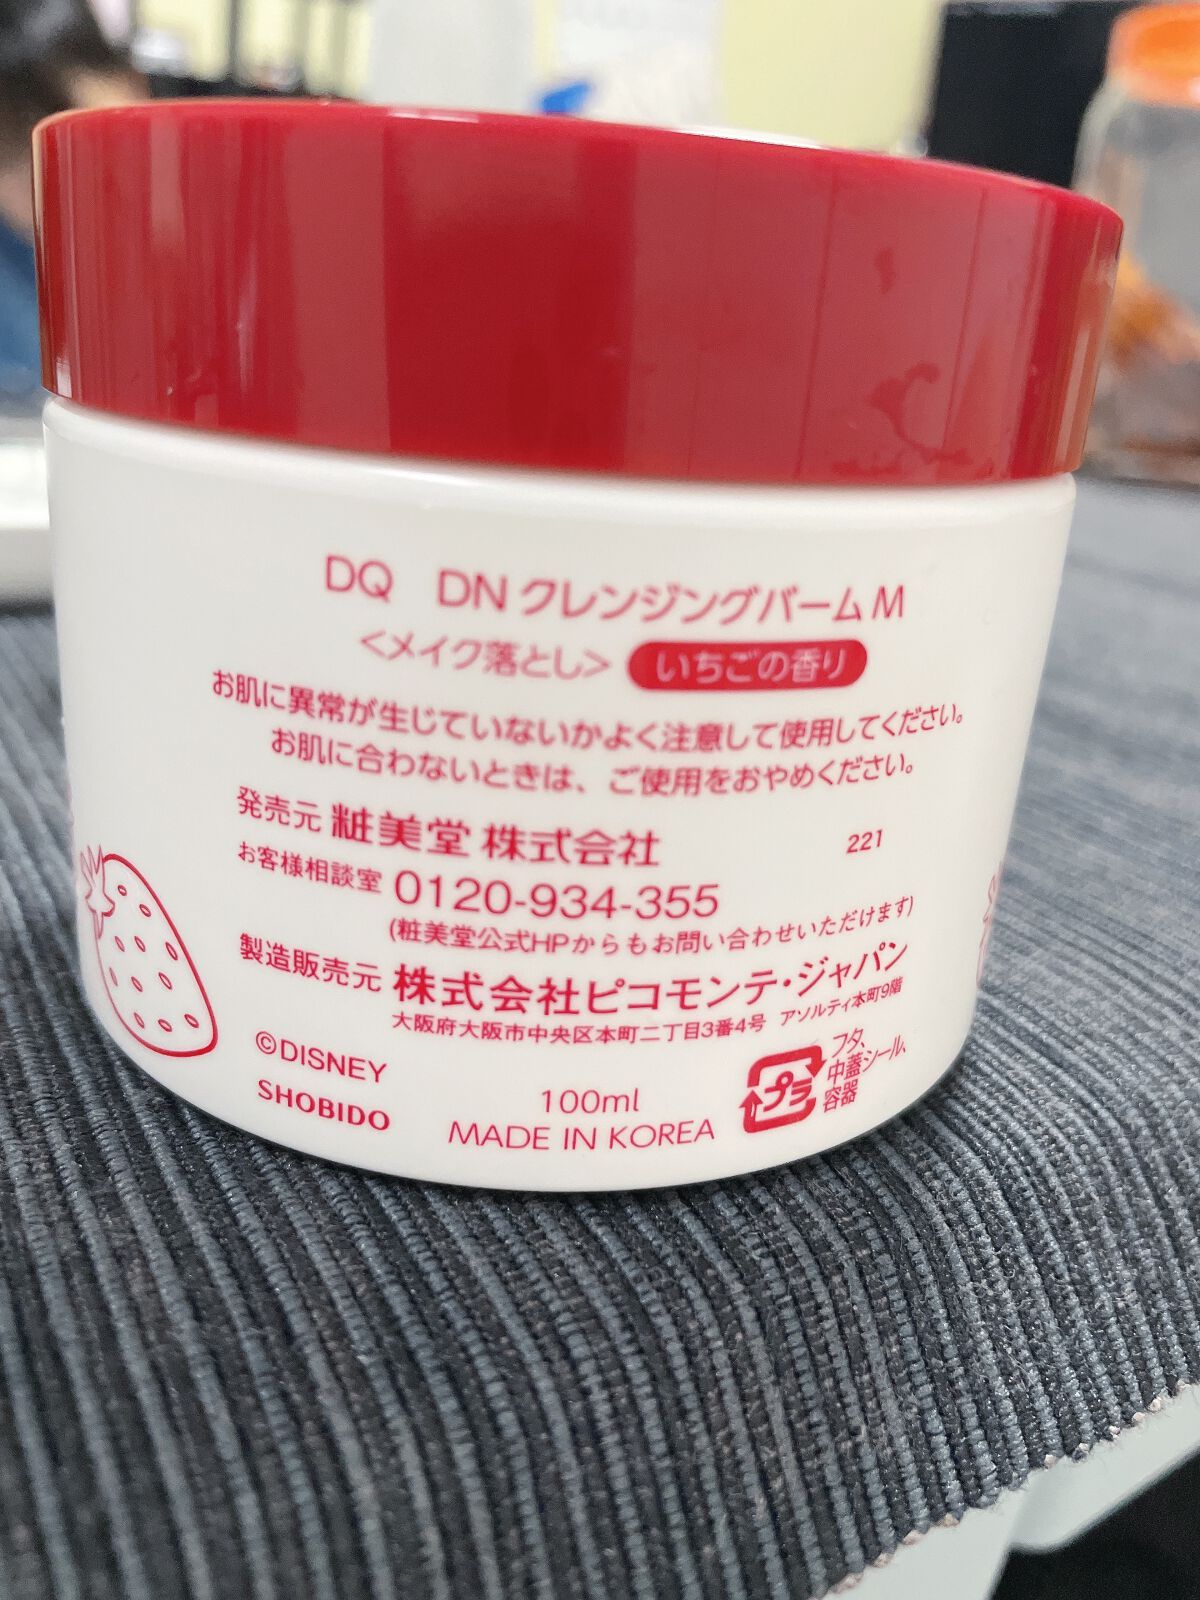 DQ DN クレンジングバーム M
<メイク落とし> いちごの香り
お肌に異常が生じていないかよく注意して使用してください。
お肌に合わないときは、ご使用をおやめください。
発売元 粧美堂 株式会社 221
お客様相談室 0120-934-355
(粧美堂公式HPからもお問い合わせいただけます)
製造販売元 株式会社ピコモンテ・ジャパン
大阪府大阪市中央区本町二丁目3番4号 アソルティ本町9階
©DISNEY
SHOBIDO
100ml
MADE IN KOREA
プラ
フタ、
中蓋シール、
容器